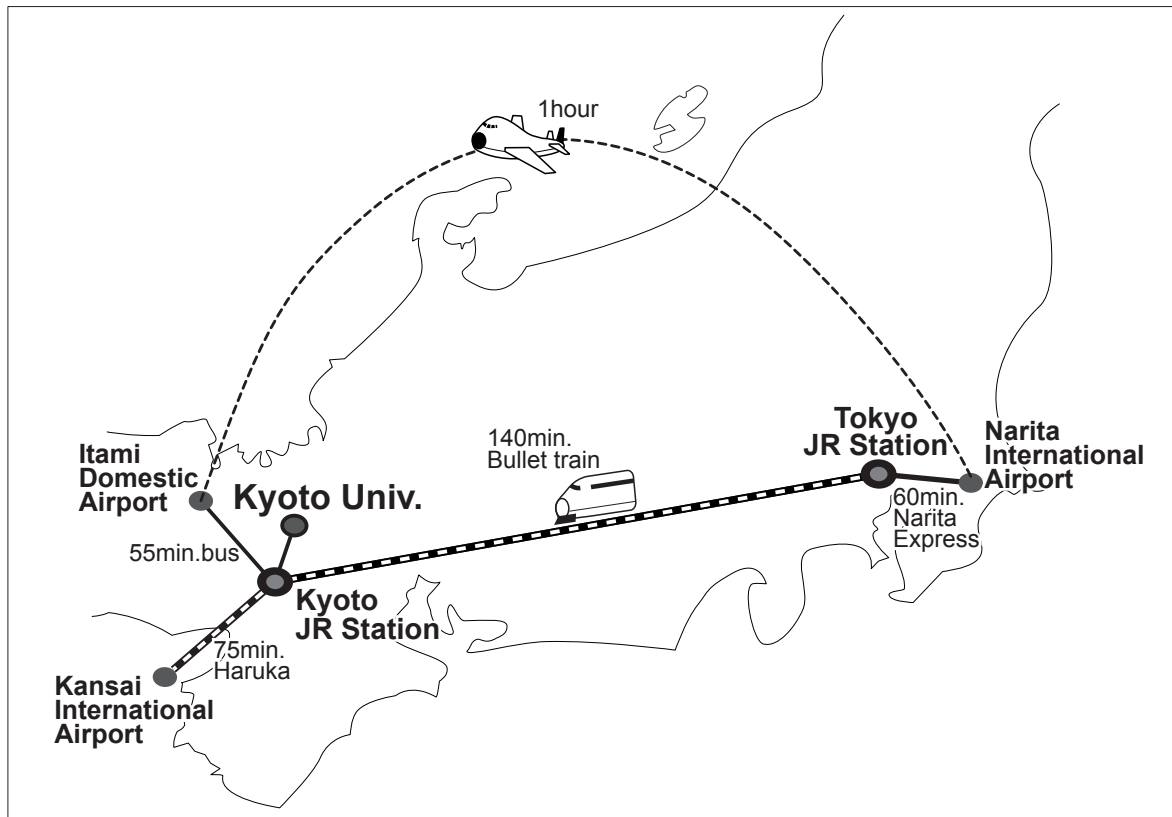 1hour
Itami
Domestic
Airport
Kyoto Univ.
55min.bus
140min.
Bullet train
Tokyo
JR Station
Narita
International
Airport
60min.
Narita
Express
Kyoto
JR Station
75min.
Haruka
Kansai
International
Airport